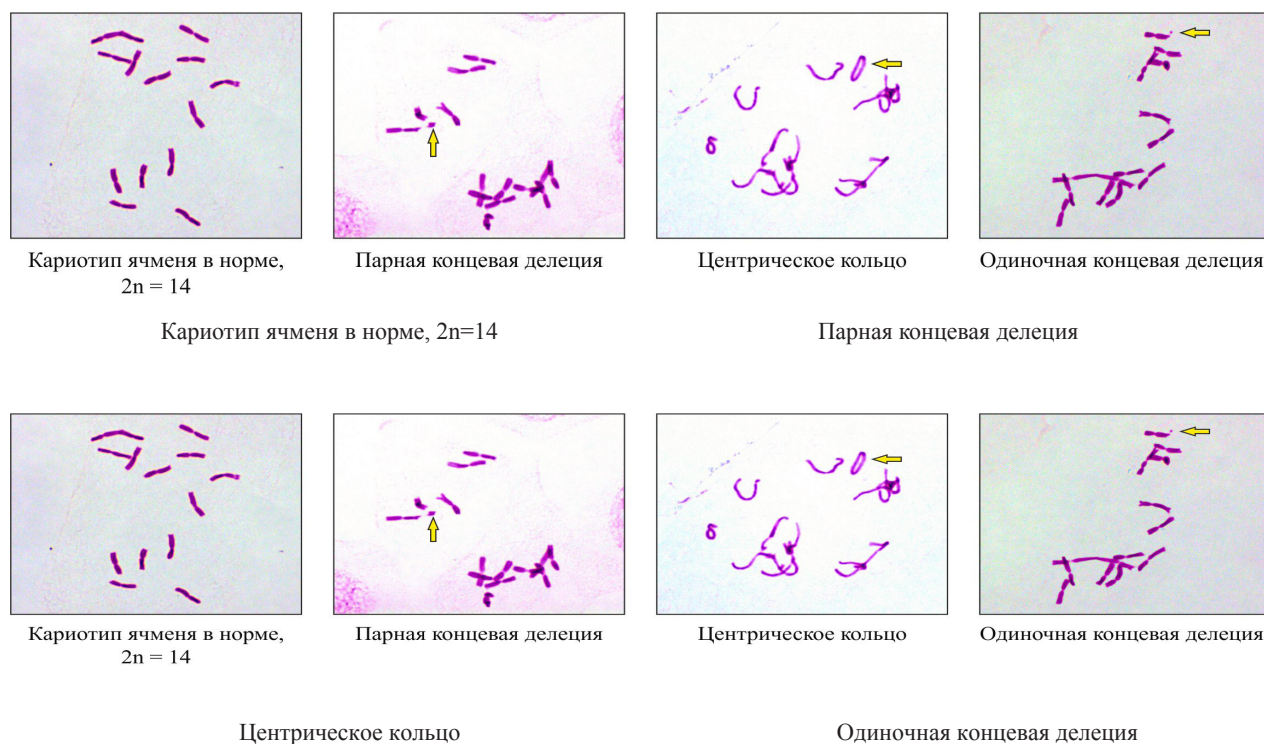 Кариотип ячменя в норме,
2n = 14
Парная концевая делеция
Центрическое кольцо
Одиночная концевая делеция
Кариотип ячменя в норме, 2n=14
Парная концевая делеция
Кариотип ячменя в норме,
2n = 14
Парная концевая делеция
Центрическое кольцо
Одиночная концевая делеция
Центрическое кольцо
Одиночная концевая делеция